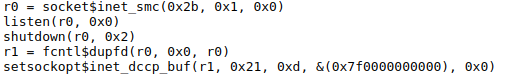 r0 = socket$inet_smc(0x2b, 0x1, 0x0)
listen(r0, 0x0)
shutdown(r0, 0x2)
r1 = fcntl$dupfd(r0, 0x0, r0)
setsockopt$inet_dccp_buf(r1, 0x21, 0xd, &(0x7f0000000000), 0x0)